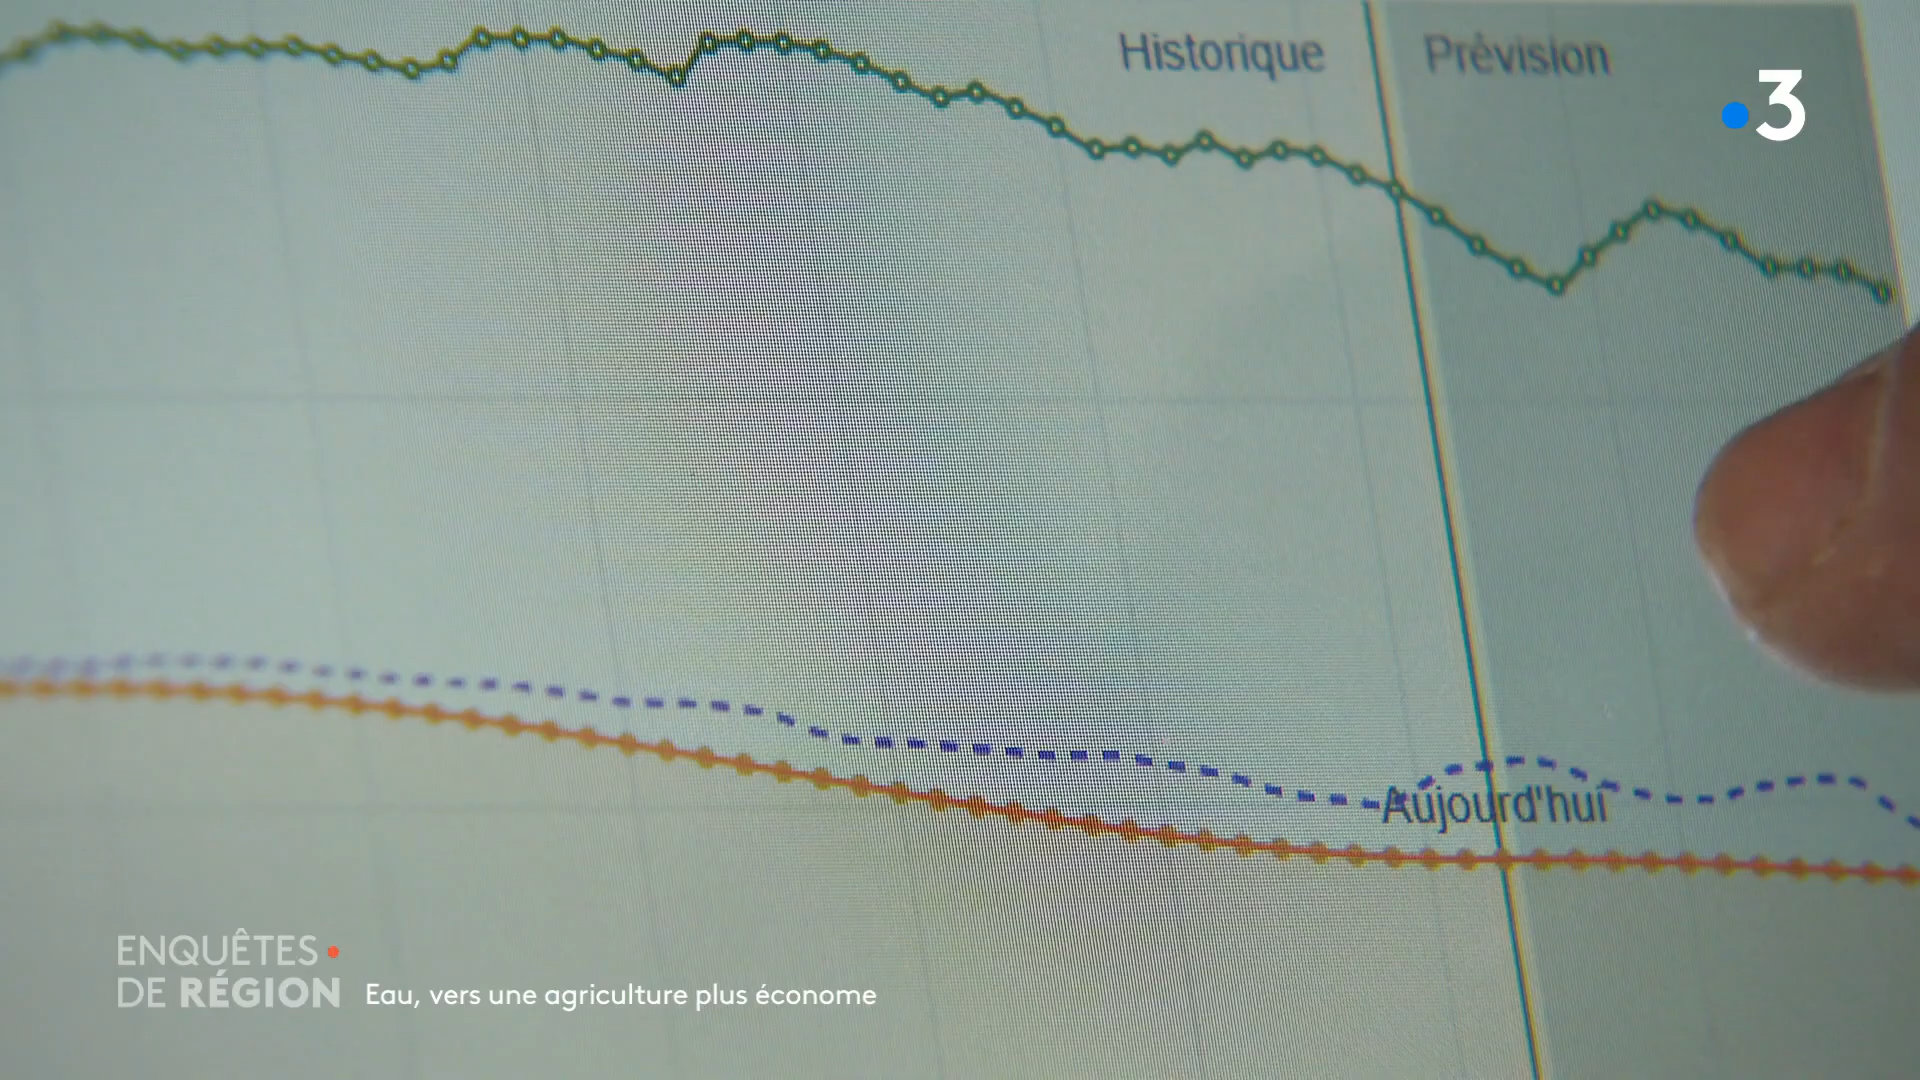 Historique
Prévision
3
Aujourd'hui
ENQUÊTES
DE RÉGION
Eau, vers une agriculture plus économe